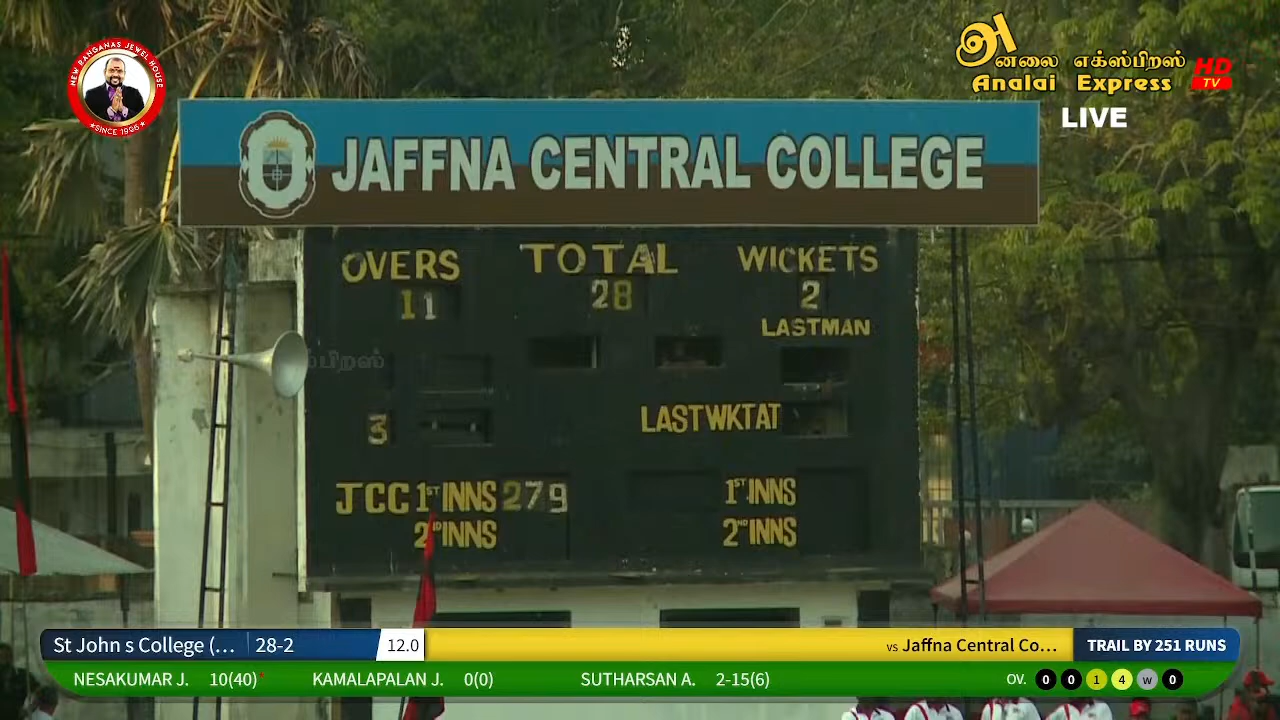 NEW RANGANAS JEWEL HOUSE
★SINCE 1996★
அனலை எக்ஸ்பிறஸ்
Analai Express
HD
TV
LIVE
JAFFNA CENTRAL COLLEGE
OVERS TOTAL WICKETS
11 28 2
LASTMAN
ஸ்பிறஸ்
3 LASTWKTAT
JCC 1ST INNS 279 1ST INNS
2ND INNS 2ND INNS
St John s College (... 28-2 12.0 vs Jaffna Central Co... TRAIL BY 251 RUNS
NESAKUMAR J. 10(40)* KAMALAPALAN J. 0(0) SUTHARSAN A. 2-15(6) OV. 0 0 1 4 w 0